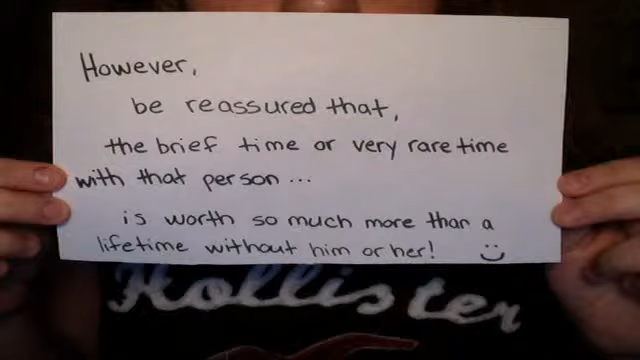 However,
be reassured that,
the brief time or very rare time
with that person...
is worth so much more than a
lifetime without him or her!
Hollister